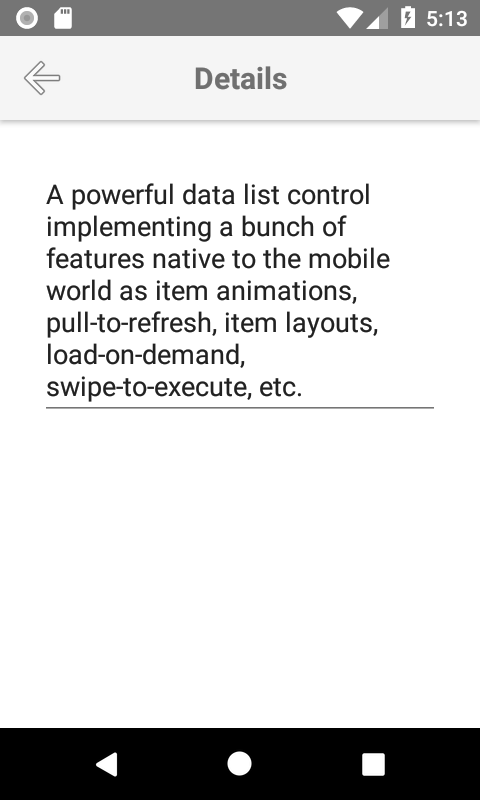 5:13
Details
A powerful data list control
implementing a bunch of
features native to the mobile
world as item animations,
pull-to-refresh, item layouts,
load-on-demand,
swipe-to-execute, etc.